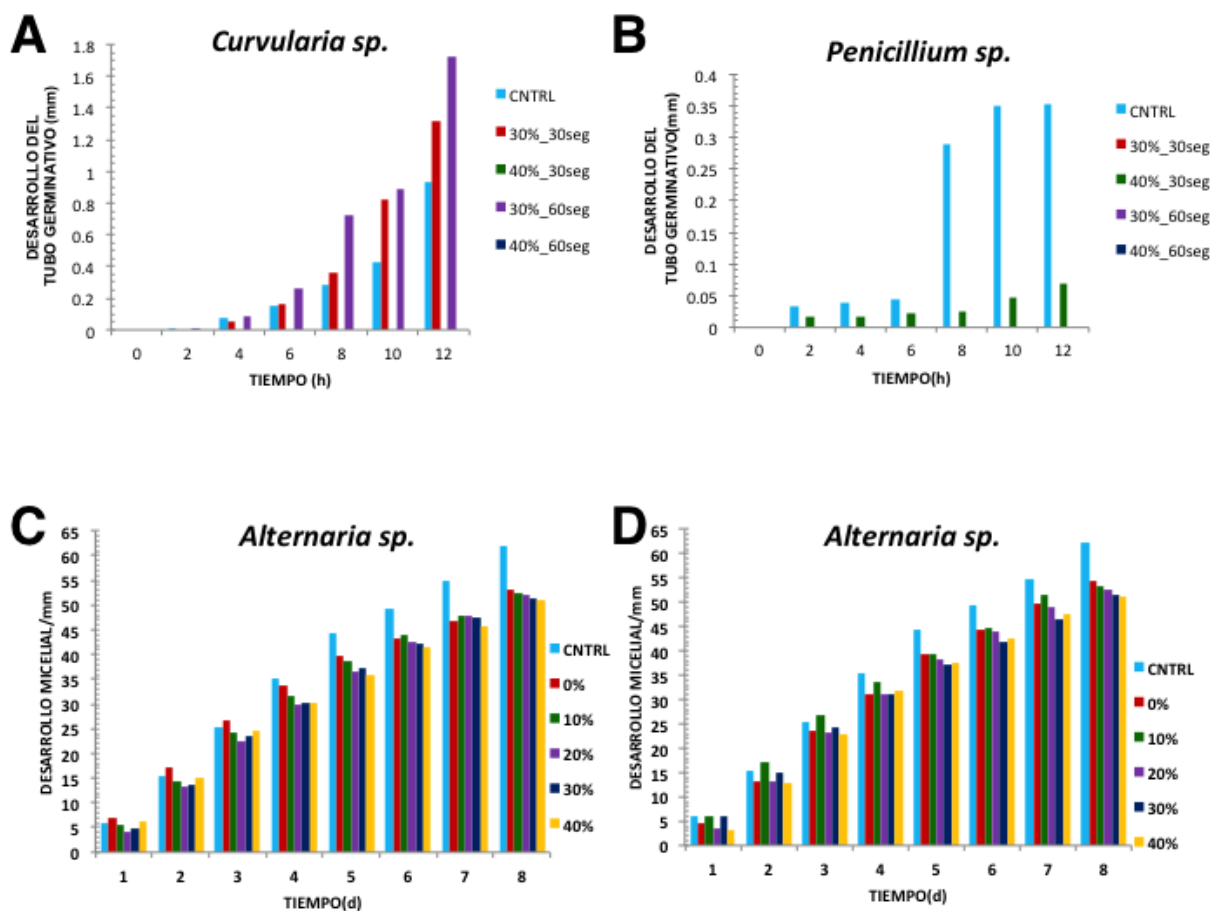 A
Curvularia sp.
DESARROLLO DEL
TUBO GERMINATIVO (mm)
1.8
1.6
1.4
1.2
1
0.8
0.6
0.4
0.2
0
0 2 4 6 8 10 12
TIEMPO (h)
CNTRL
30%_30seg
40%_30seg
30%_60seg
40%_60seg
B
Penicillium sp.
DESARROLLO DEL
TUBO GERMINATIVO(mm)
0.4
0.35
0.3
0.25
0.2
0.15
0.1
0.05
0
0 2 4 6 8 10 12
TIEMPO(h)
CNTRL
30%_30seg
40%_30seg
30%_60seg
40%_60seg
C
Alternaria sp.
DESARROLLO MICELIAL/mm
65
60
55
50
45
40
35
30
25
20
15
10
5
0
1 2 3 4 5 6 7 8
TIEMPO(d)
CNTRL
0%
10%
20%
30%
40%
D
Alternaria sp.
DESARROLLO MICELIAL/mm
65
60
55
50
45
40
35
30
25
20
15
10
5
0
1 2 3 4 5 6 7 8
TIEMPO(d)
CNTRL
0%
10%
20%
30%
40%